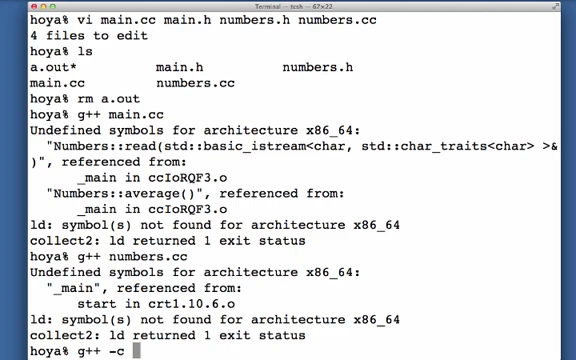 Terminal — tcsh — 67×22
hoya% vi main.cc main.h numbers.h numbers.cc
4 files to edit
hoya% ls
a.out* main.h numbers.h
main.cc numbers.cc
hoya% rm a.out
hoya% g++ main.cc
Undefined symbols for architecture x86_64:
"Numbers::read(std::basic_istream<char, std::char_traits<char> >&
)", referenced from:
_main in ccIoRQF3.o
"Numbers::average()", referenced from:
_main in ccIoRQF3.o
ld: symbol(s) not found for architecture x86_64
collect2: ld returned 1 exit status
hoya% g++ numbers.cc
Undefined symbols for architecture x86_64:
"_main", referenced from:
start in crt1.10.6.o
ld: symbol(s) not found for architecture x86_64
collect2: ld returned 1 exit status
hoya% g++ -c